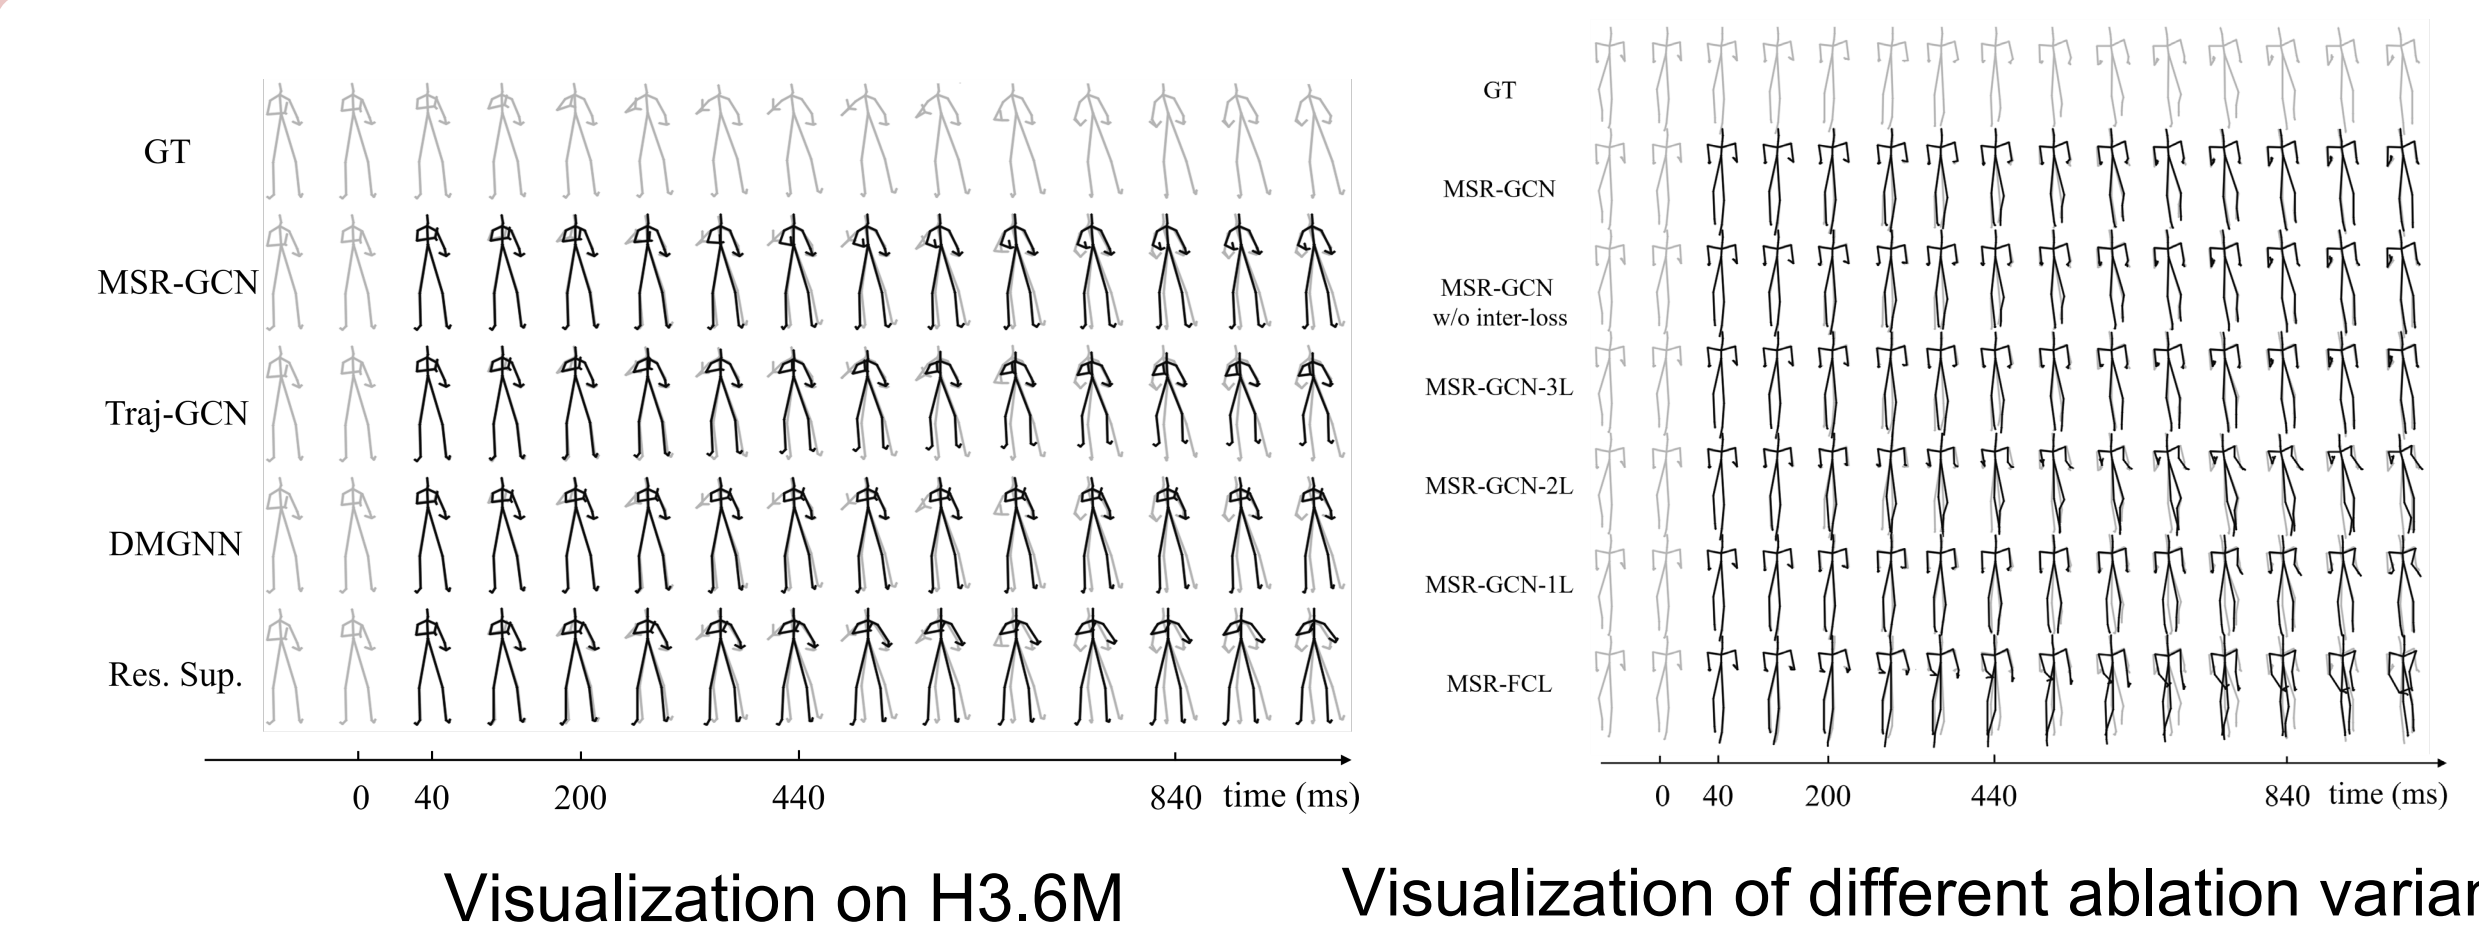 GT
MSR-GCN
Traj-GCN
DMGNN
Res. Sup.
0 40 200 440 840 time (ms)
Visualization on H3.6M
GT
MSR-GCN
MSR-GCN
w/o inter-loss
MSR-GCN-3L
MSR-GCN-2L
MSR-GCN-1L
MSR-FCL
0 40 200 440 840 time (ms)
Visualization of different ablation varian